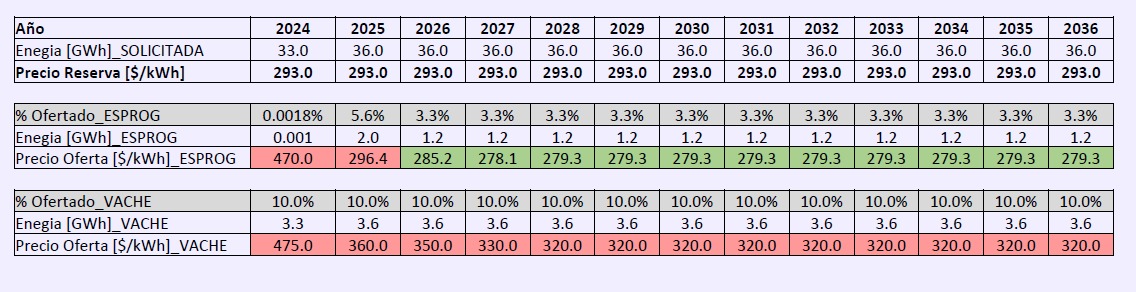 Año 2024 2025 2026 2027 2028 2029 2030 2031 2032 2033 2034 2035 2036
Enegia [GWh]_SOLICITADA 33.0 36.0 36.0 36.0 36.0 36.0 36.0 36.0 36.0 36.0 36.0 36.0 36.0
Precio Reserva [$/kWh] 293.0 293.0 293.0 293.0 293.0 293.0 293.0 293.0 293.0 293.0 293.0 293.0 293.0
% Ofertado_ESPROG 0.0018% 5.6% 3.3% 3.3% 3.3% 3.3% 3.3% 3.3% 3.3% 3.3% 3.3% 3.3% 3.3%
Enegia [GWh]_ESPROG 0.001 2.0 1.2 1.2 1.2 1.2 1.2 1.2 1.2 1.2 1.2 1.2 1.2
Precio Oferta [$/kWh]_ESPROG 470.0 296.4 285.2 278.1 279.3 279.3 279.3 279.3 279.3 279.3 279.3 279.3 279.3
% Ofertado_VACHE 10.0% 10.0% 10.0% 10.0% 10.0% 10.0% 10.0% 10.0% 10.0% 10.0% 10.0% 10.0% 10.0%
Enegia [GWh]_VACHE 3.3 3.6 3.6 3.6 3.6 3.6 3.6 3.6 3.6 3.6 3.6 3.6 3.6
Precio Oferta [$/kWh]_VACHE 475.0 360.0 350.0 330.0 320.0 320.0 320.0 320.0 320.0 320.0 320.0 320.0 320.0